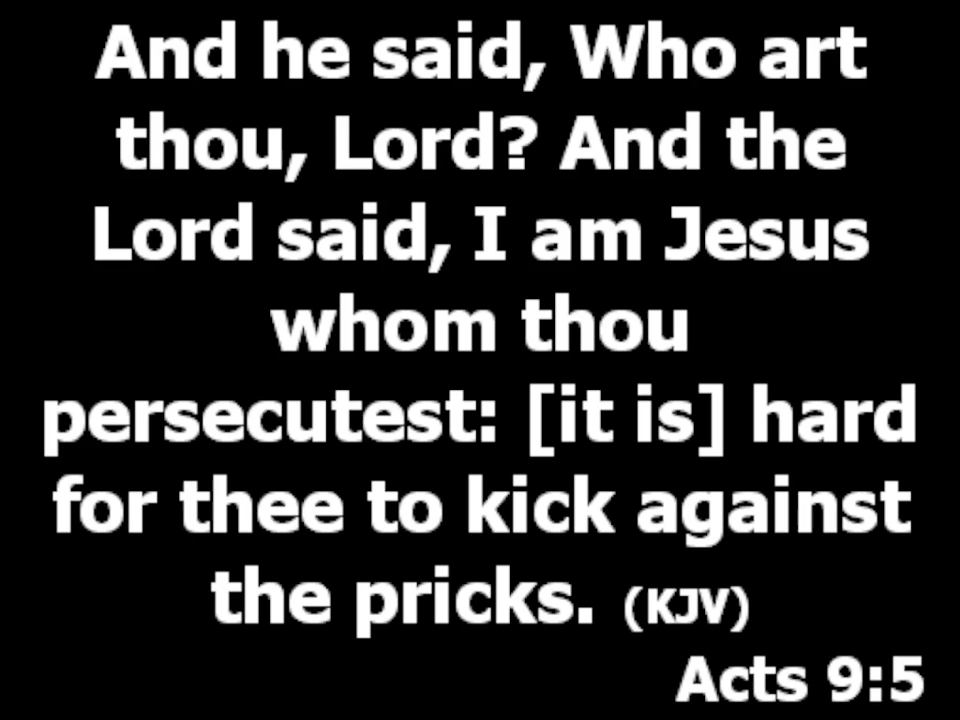 And he said, Who art
thou, Lord? And the
Lord said, I am Jesus
whom thou
persecutest: [it is] hard
for thee to kick against
the pricks. (KJV)
Acts 9:5